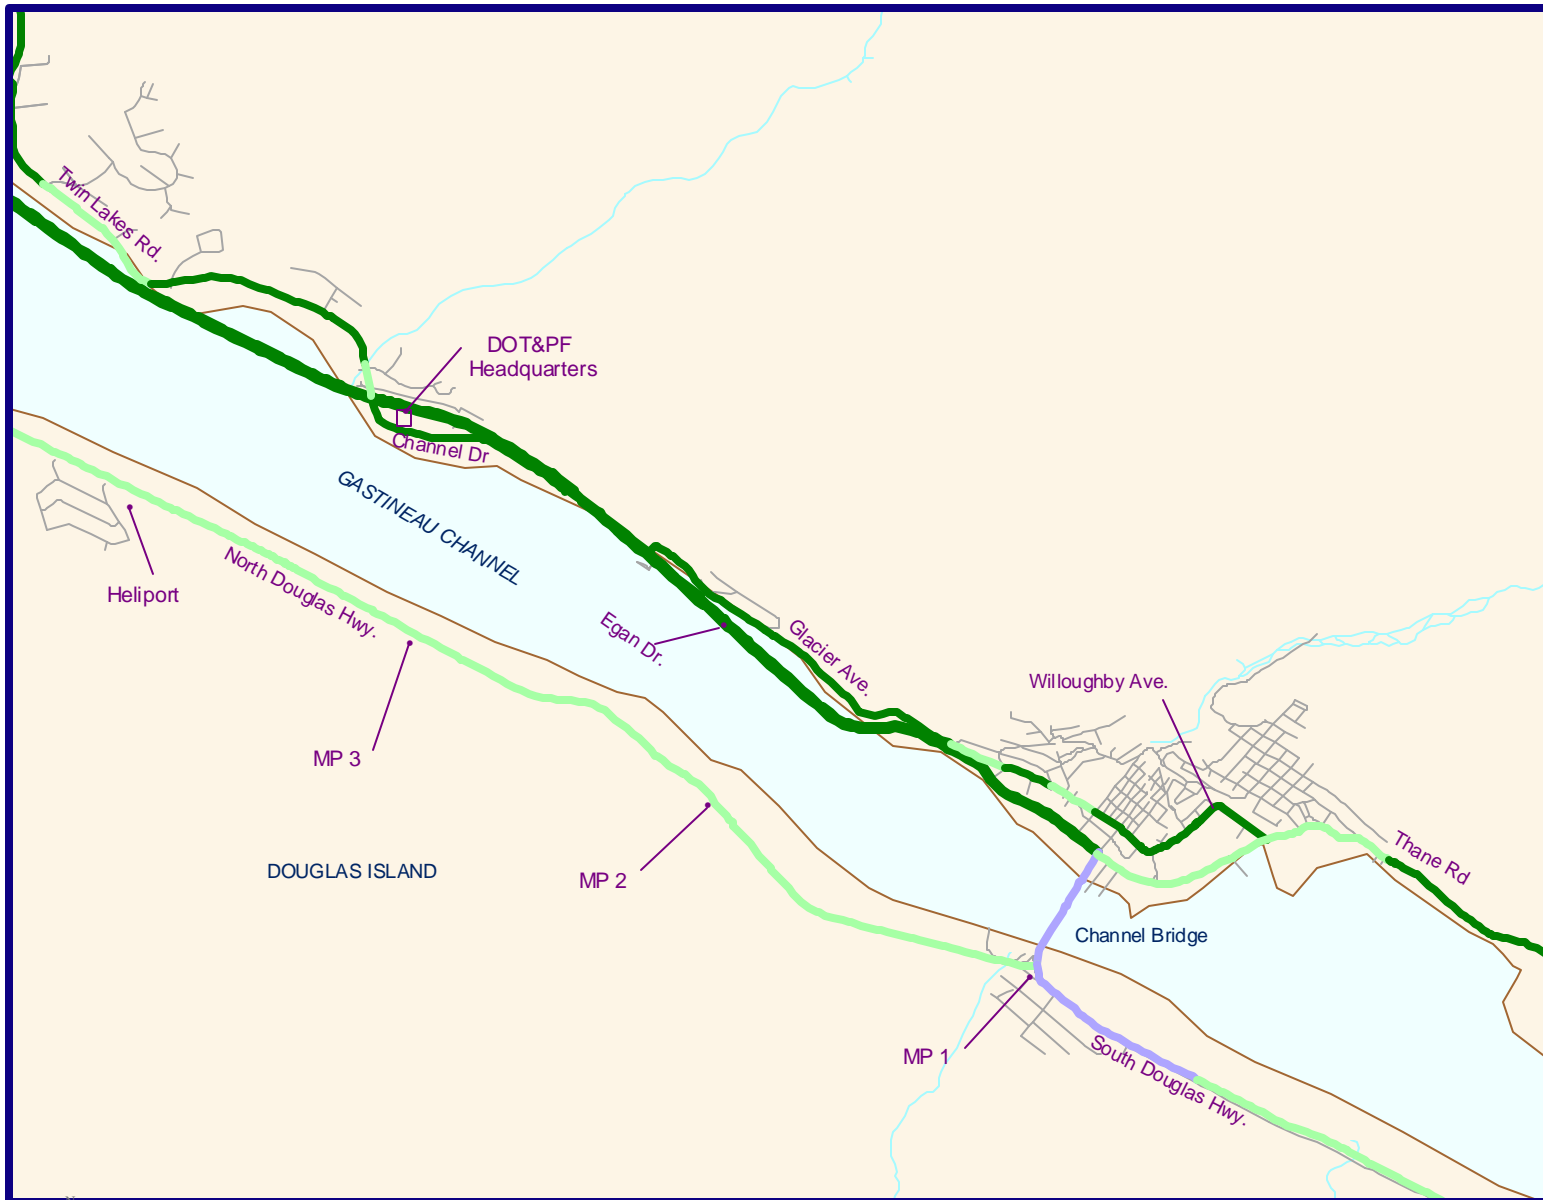 Twin Lakes Rd.
DOT&PF
Headquarters
Channel Dr
GASTINEAU CHANNEL
North Douglas Hwy.
Heliport
Egan Dr.
Glacier Ave.
Willoughby Ave.
MP 3
MP 2
DOUGLAS ISLAND
Thane Rd
Channel Bridge
MP 1
South Douglas Hwy.